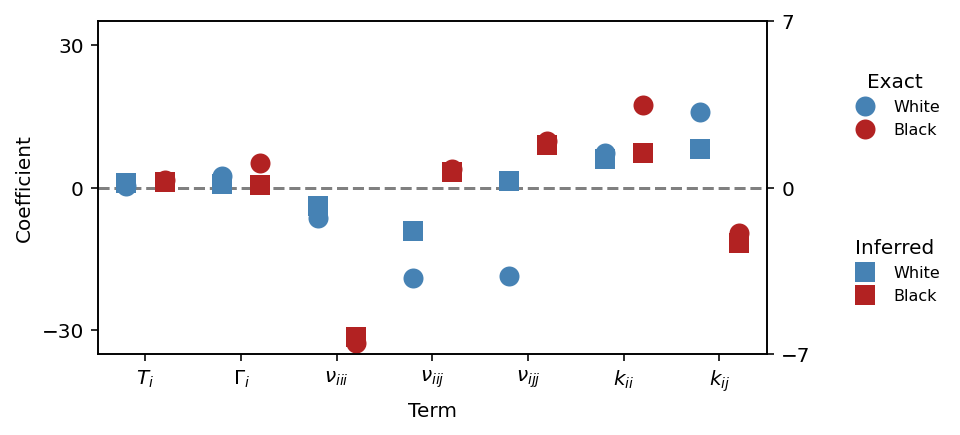 30
0
−30
Coefficient
7
0
−7
T_i
Γ_i
ν_iii
ν_iij
ν_ijj
k_ii
k_ij
Term
Exact
White
Black
Inferred
White
Black